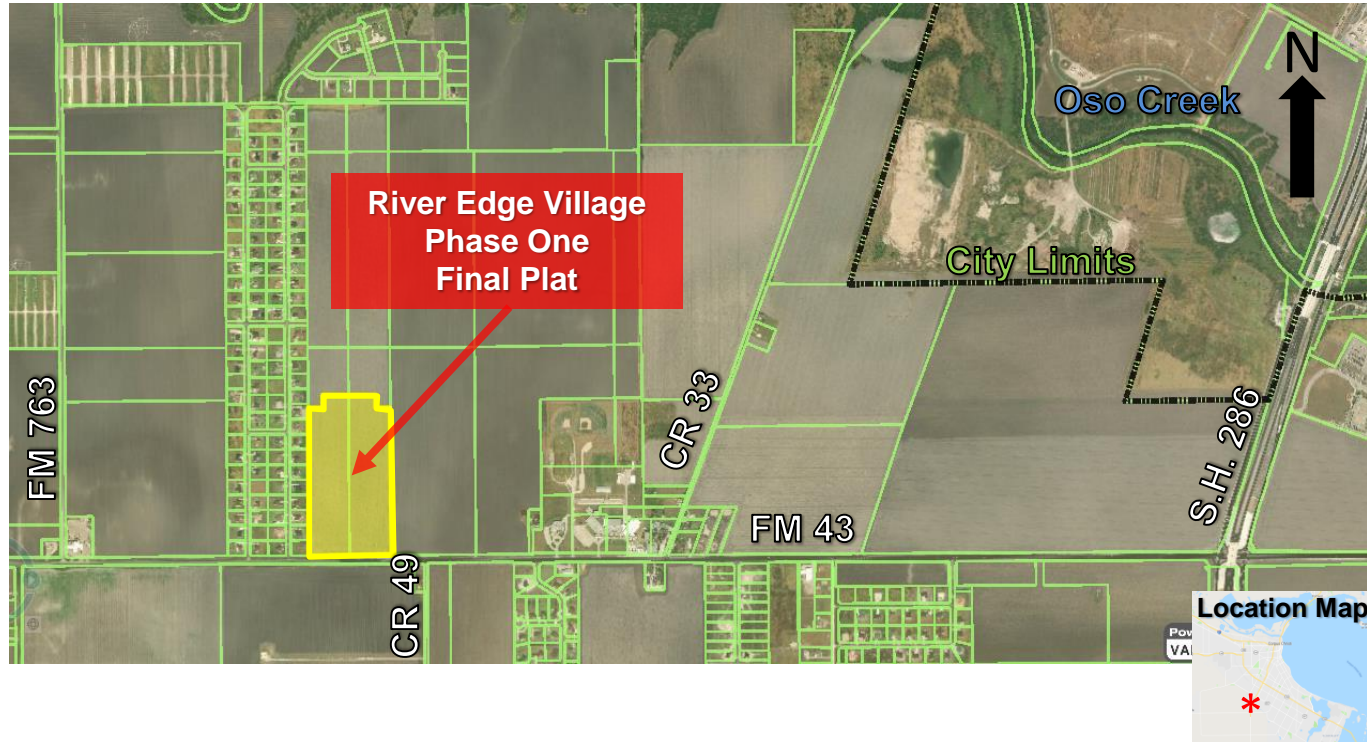 N
Oso Creek
River Edge Village
Phase One
Final Plat
City Limits
FM 763
CR 33
S.H. 286
FM 43
CR 49
Location Map
*